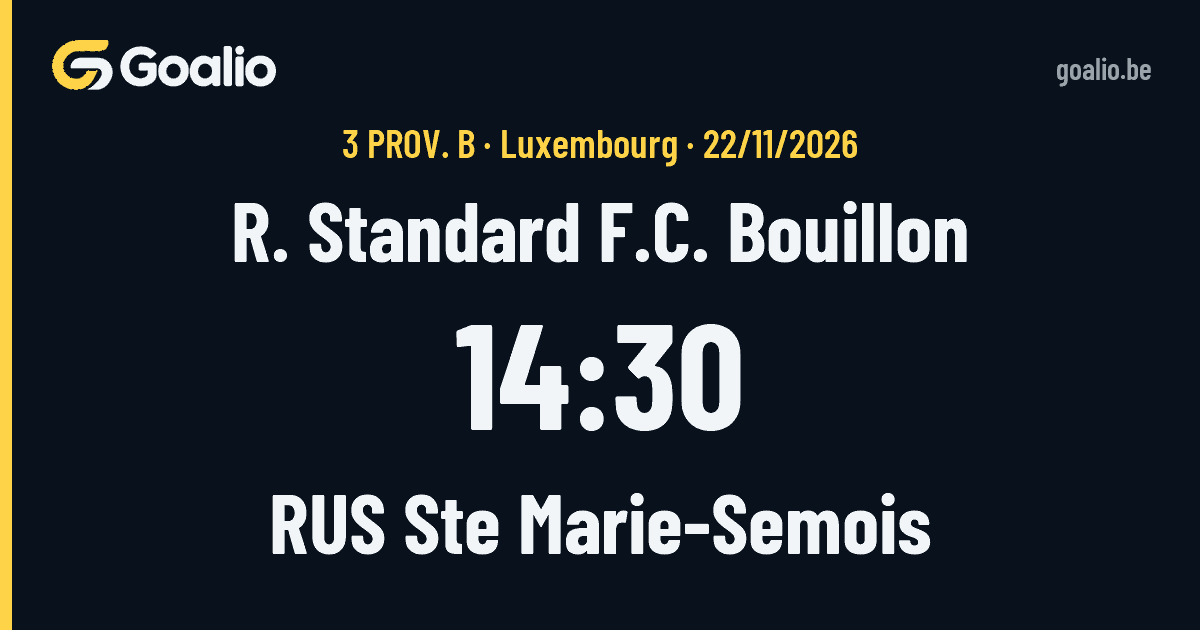 Goalio
goalio.be
3 PROV. B · Luxembourg · 22/11/2026
R. Standard F.C. Bouillon
14:30
RUS Ste Marie-Semois